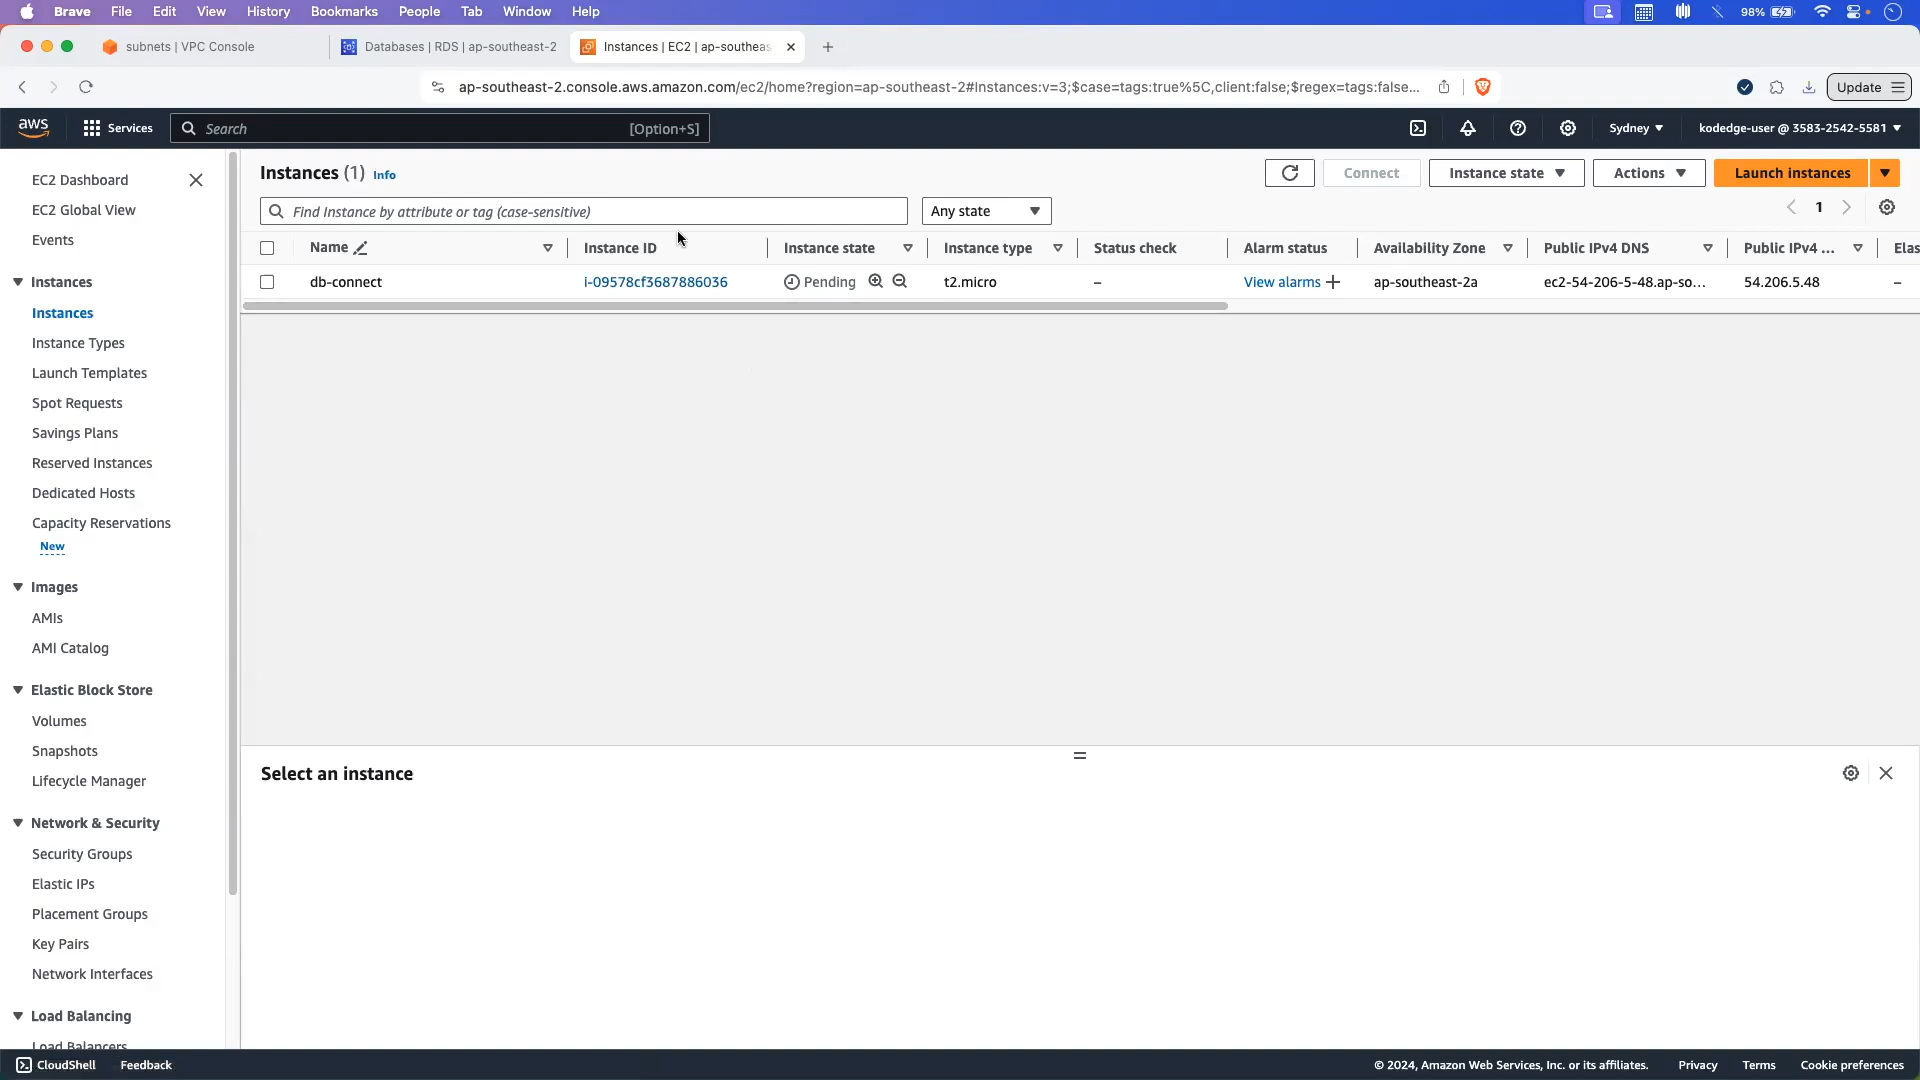 Brave File Edit View History Bookmarks People Tab Window Help 98%
subnets | VPC Console Databases | RDS | ap-southeast-2 Instances | EC2 | ap-southeas
ap-southeast-2.console.aws.amazon.com/ec2/home?region=ap-southeast-2#Instances:v=3;$case=tags:true%5C,client:false;$regex=tags:false... Update
aws Services Search [Option+S] Sydney kodedge-user @ 3583-2542-5581
EC2 Dashboard
EC2 Global View
Events
Instances
Instances
Instance Types
Launch Templates
Spot Requests
Savings Plans
Reserved Instances
Dedicated Hosts
Capacity Reservations
New
Images
AMIs
AMI Catalog
Elastic Block Store
Volumes
Snapshots
Lifecycle Manager
Network & Security
Security Groups
Elastic IPs
Placement Groups
Key Pairs
Network Interfaces
Load Balancing
Load Balancers
Instances (1) Info Connect Instance state Actions Launch instances
Find Instance by attribute or tag (case-sensitive) Any state 1
Name Instance ID Instance state Instance type Status check Alarm status Availability Zone Public IPv4 DNS Public IPv4 ... Elas
db-connect i-09578cf3687886036 Pending t2.micro – View alarms + ap-southeast-2a ec2-54-206-5-48.ap-so... 54.206.5.48 –
Select an instance
CloudShell Feedback © 2024, Amazon Web Services, Inc. or its affiliates. Privacy Terms Cookie preferences